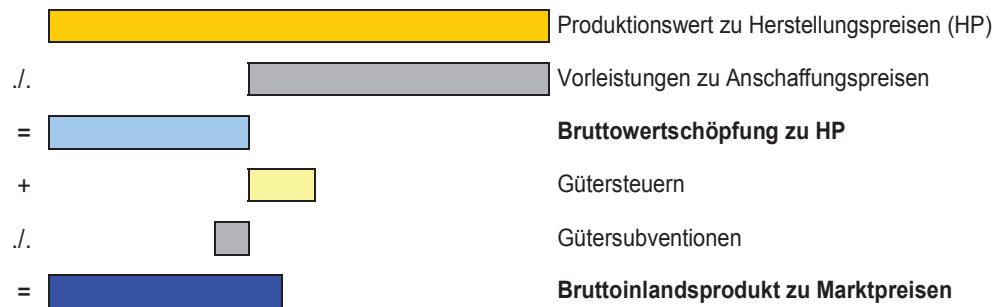 Produktionswert zu Herstellungspreisen (HP)
./. Vorleistungen zu Anschaffungspreisen
= Bruttowertschöpfung zu HP
+ Gütersteuern
./. Gütersubventionen
= Bruttoinlandsprodukt zu Marktpreisen